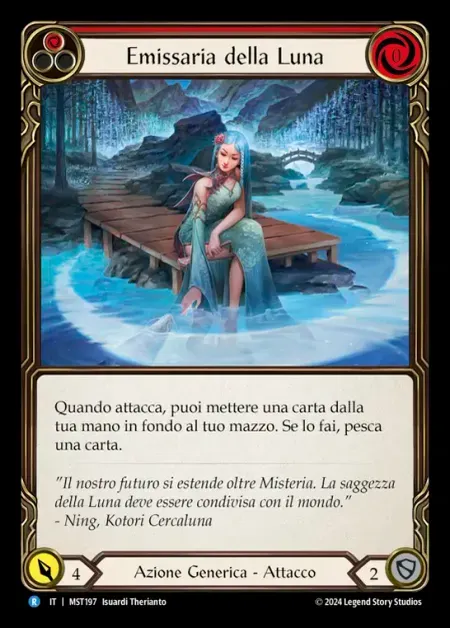 Emissaria della Luna
0
Quando attacca, puoi mettere una carta dalla
tua mano in fondo al tuo mazzo. Se lo fai, pesca
una carta.
"Il nostro futuro si estende oltre Misteria. La saggezza
della Luna deve essere condivisa con il mondo."
- Ning, Kotori Cercaluna
4
Azione Generica - Attacco
2
R
IT | MST197 Isuardi Therianto
© 2024 Legend Story Studios